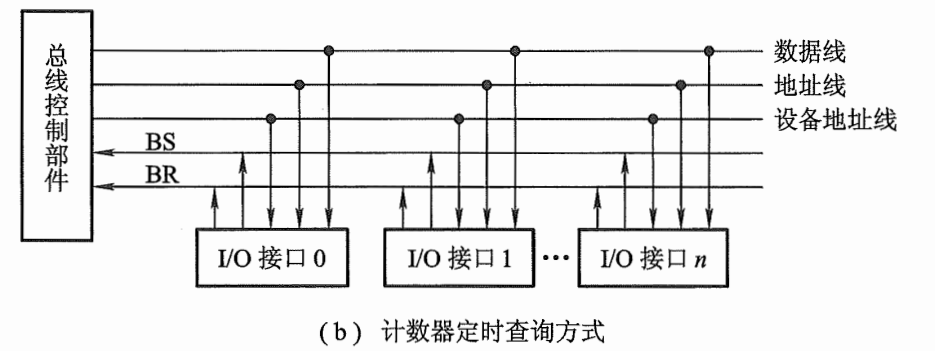 总线控制部件
数据线
地址线
设备地址线
BS
BR
I/O 接口 0
I/O 接口 1
···
I/O 接口 n
(b) 计数器定时查询方式